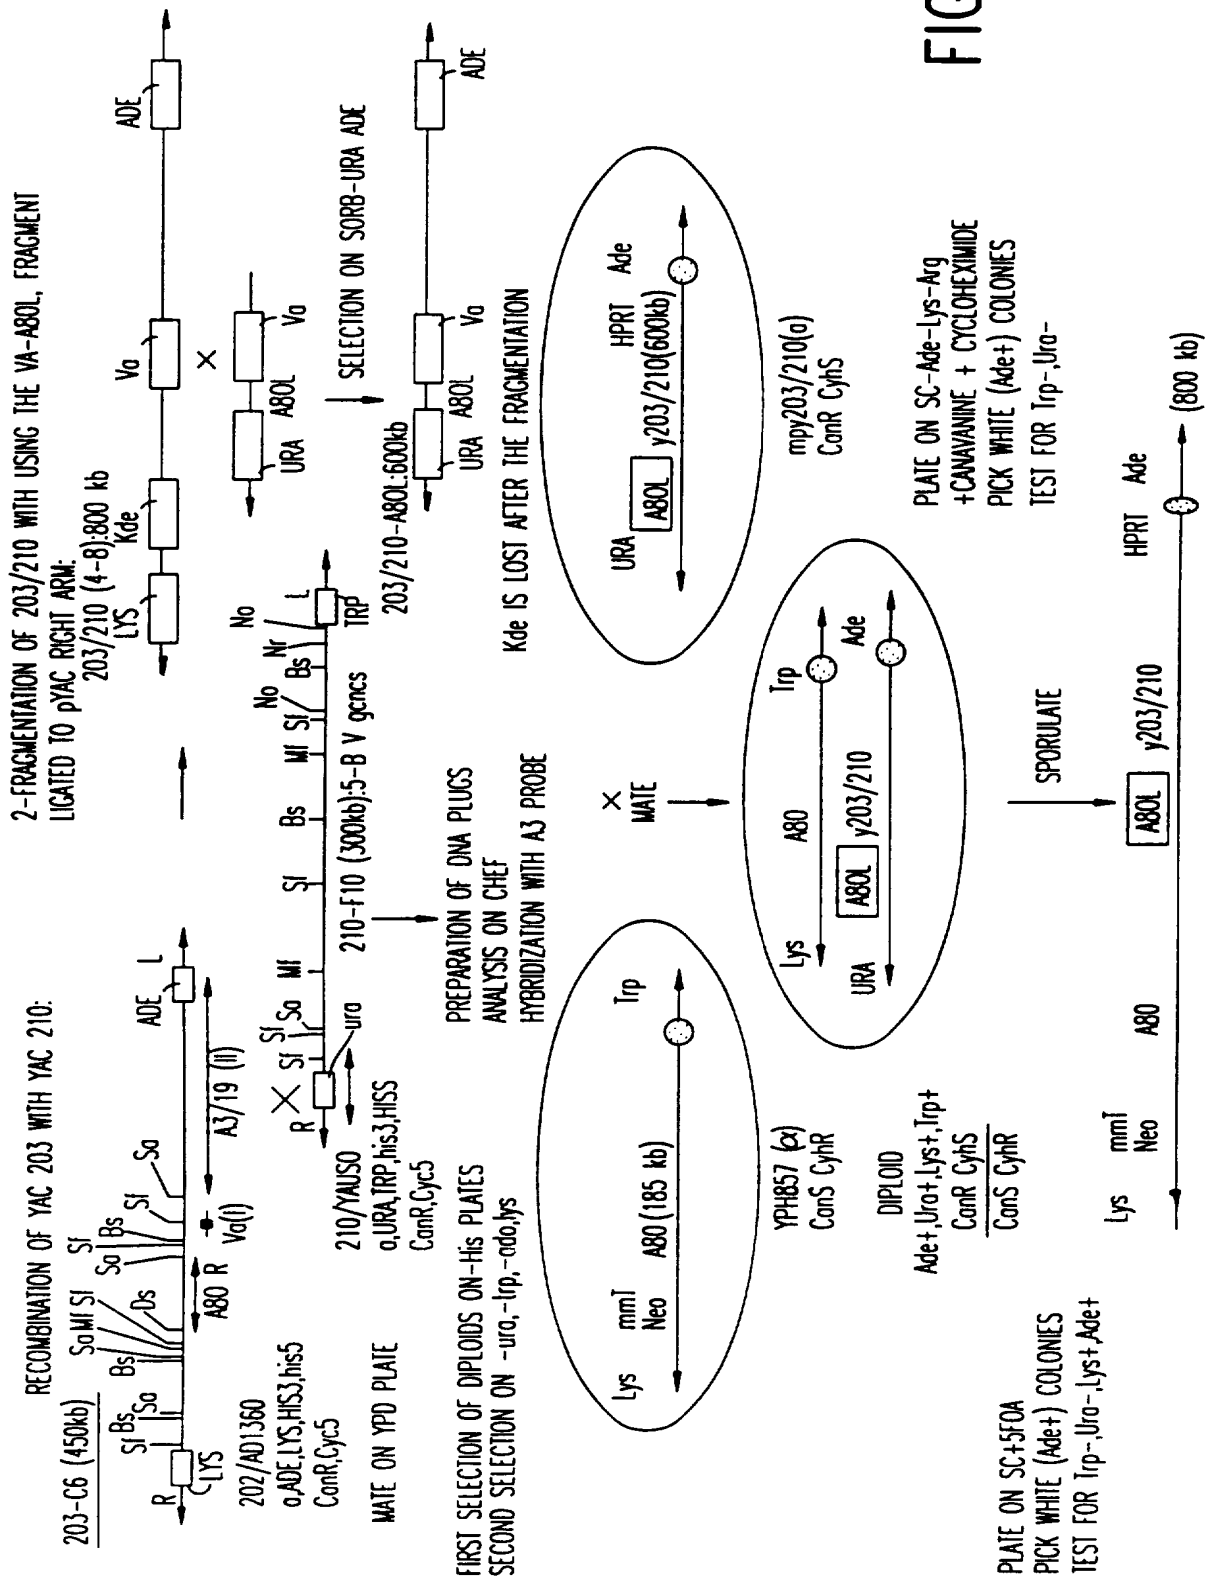 RECOMBINATION OF YAC 203 WITH YAC 210:
203-C6 (450kb)
R
LYS
Sf
Bs
Sa
Bs
Sa
Mf
Sf
Ds
Sa
Sf
Bs
Sf
Sa
ADE
L
A80 R
Va(I)
A3/19 (II)
202/AD1360
a,ADE,LYS,HIS3,his5
CanR,Cyc5
MATE ON YPD PLATE
R
Sf
Sf
Sa
Mf
Sf
Bs
Mf
Sf
No
Bs
Nr
No
L
ura
TRP
210-F10 (300kb):5-B V gcncs
210/YAUSO
a,URA,TRP,his3,HISS
CanR,Cyc5
FIRST SELECTION OF DIPLOIDS ON-His PLATES
SECOND SELECTION ON -ura,-trp,-ado,lys
PREPARATION OF DNA PLUGS
ANALYSIS ON CHEF
HYBRIDIZATION WITH A3 PROBE
2-FRAGMENTATION OF 203/210 WITH USING THE VA-A80L, FRAGMENT
LIGATED TO pYAC RIGHT ARM:
203/210 (4-8):800 kb
LYS
Kde
Va
ADE
×
URA
A80L
Va
SELECTION ON SORB-URA ADE
203/210-A80L:600kb
URA
A80L
Va
ADE
Kde IS LOST AFTER THE FRAGMENTATION
Lys
mmT
Neo
A80 (185 kb)
Trp
YPH857 (α)
CanS CyhR
×
MATE
URA
A80L
HPRT
y203/210(600kb)
Ade
mpy203/210(a)
CanR CyhS
Lys
A80
Trp
URA
A80L
y203/210
Ade
DIPLOID
Ade+,Ura+,Lys+,Trp+
CanR CyhS
CanS CyhR
SPORULATE
PLATE ON SC-Ade-Lys-Arg
+CANAVANINE + CYCLOHEXIMIDE
PICK WHITE (Ade+) COLONIES
TEST FOR Trp-,Ura-
PLATE ON SC+5FOA
PICK WHITE (Ade+) COLONIES
TEST FOR Trp-,Ura-,Lys+,Ade+
Lys
mmT
Neo
A80
A80L
y203/210
HPRT
Ade
(800 kb)
FIG